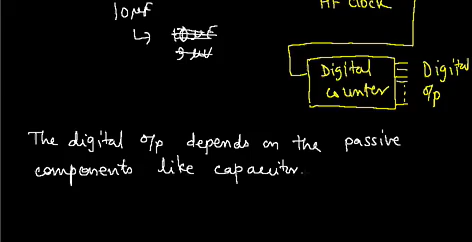 10μF
HF Clock
Digital Digital
counter o/p
The digital o/p depends on the passive
components like capacitor.